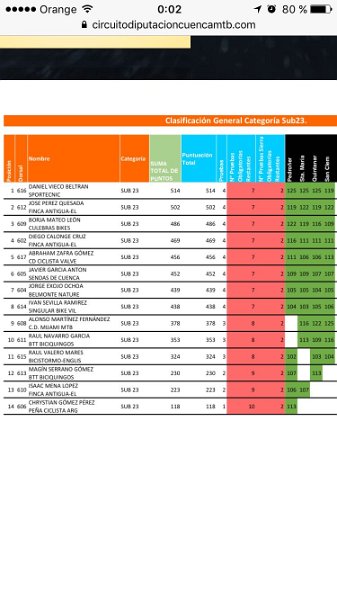 Orange 0:02 80 %
circuitodiputacioncuencamtb.com
Clasificación General Categoría Sub23.
Posición Dorsal Nombre Categoría SUMA TOTAL DE PUNTOS Puntuación Total Pruebas Nº Pruebas Obligatorias Restantes Nº Pruebas Sierra Obligatorias Restantes Pedroñer Sta. Maria Quintanar San Clem
1 616 DANIEL VIECO BELTRAN SUB 23 514 514 4 7 2 125 125 125 119
SPORTECNIC
2 612 JOSE PEREZ QUESADA SUB 23 502 502 4 7 2 119 122 119 122
FINCA ANTIGUA-EL
3 609 BORJA MATEO LEÓN SUB 23 486 486 4 7 2 122 119 116 109
CULEBRAS BIKES
4 602 DIEGO CALONGE CRUZ SUB 23 469 469 4 7 2 116 111 111 111
FINCA ANTIGUA-EL
5 617 ABRAHAM ZAFRA GÓMEZ SUB 23 456 456 4 7 2 111 106 106 113
CD CICLISTA VALVE
6 605 JAVIER GARCIA ANTON SUB 23 452 452 4 7 2 109 109 107 107
SENDAS DE CUENCA
7 604 JORGE EXOJO OCHOA SUB 23 439 439 4 7 2 105 105 104 105
BELMONTE NATURE
8 614 IVAN SEVILLA RAMIREZ SUB 23 438 438 4 7 2 104 103 105 106
SINGULAR BIKE VIL
9 608 ALONSO MARTÍNEZ FERNÁNDEZ SUB 23 378 378 3 8 2 116 122 125
C.D. MIAMI MTB
10 611 RAUL NAVARRO GARCIA SUB 23 353 353 3 8 2 113 109 116
BTT BICIQUINGOS
11 615 RAUL VALERO MARES SUB 23 324 324 3 8 2 102 103 104
BICISTORMO-ENGLIS
12 613 MAGÍN SERRANO GÓMEZ SUB 23 230 230 2 9 2 107 113
BTT BICIQUINGOS
13 610 ISAAC MENA LOPEZ SUB 23 223 223 2 9 2 106 107
FINCA ANTIGUA-EL
14 606 CHRYSTIAN GÓMEZ PEREZ SUB 23 118 118 1 10 2 113
PEÑA CICLISTA ARG